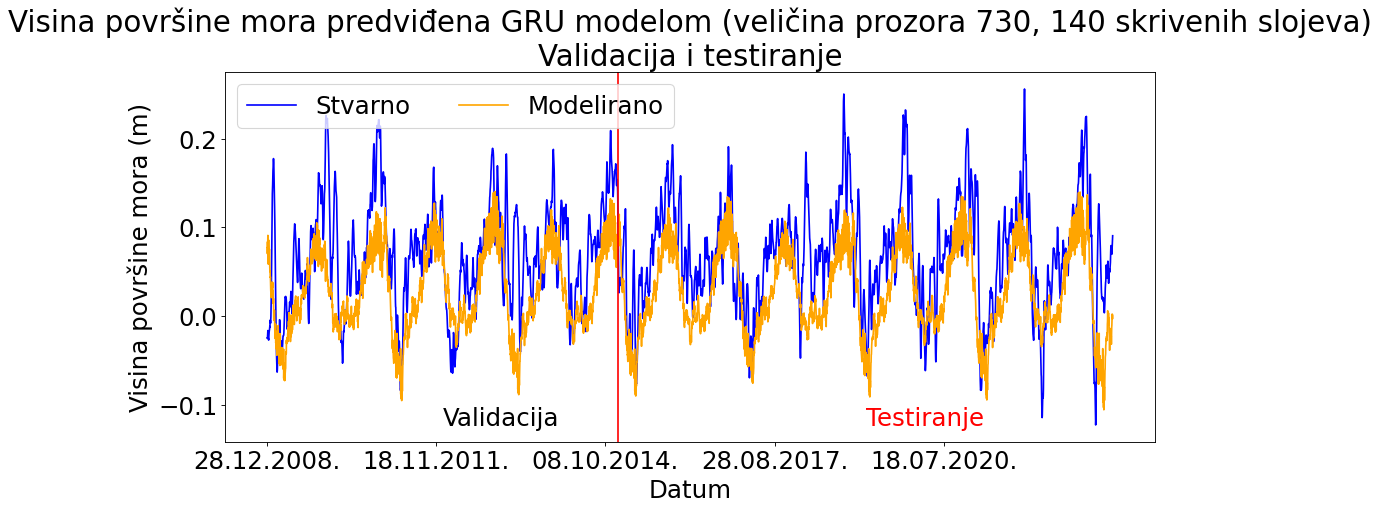 Visina površine mora predviđena GRU modelom (veličina prozora 730, 140 skrivenih slojeva)
Validacija i testiranje
Stvarno
Modelirano
Visina površine mora (m)
0.2
0.1
0.0
−0.1
Validacija
Testiranje
28.12.2008.
18.11.2011.
08.10.2014.
28.08.2017.
18.07.2020.
Datum